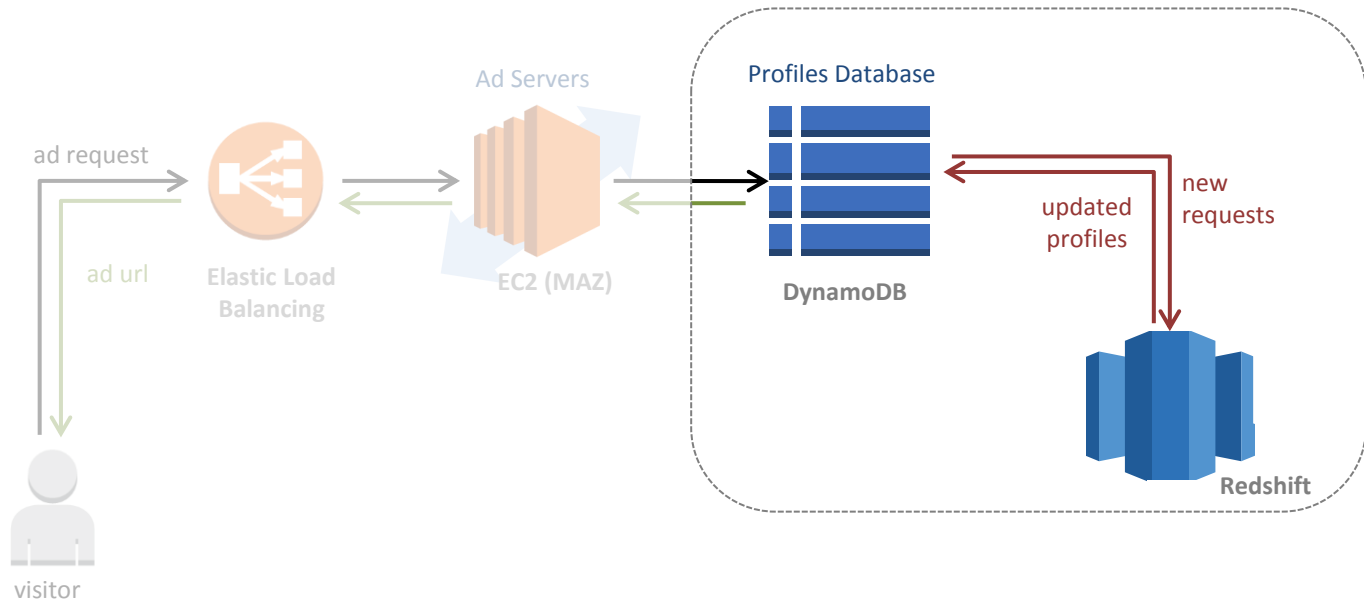 Profiles Database
Ad Servers
ad request
new
requests
updated
profiles
ad url
Elastic Load
Balancing
EC2 (MAZ)
DynamoDB
Redshift
visitor